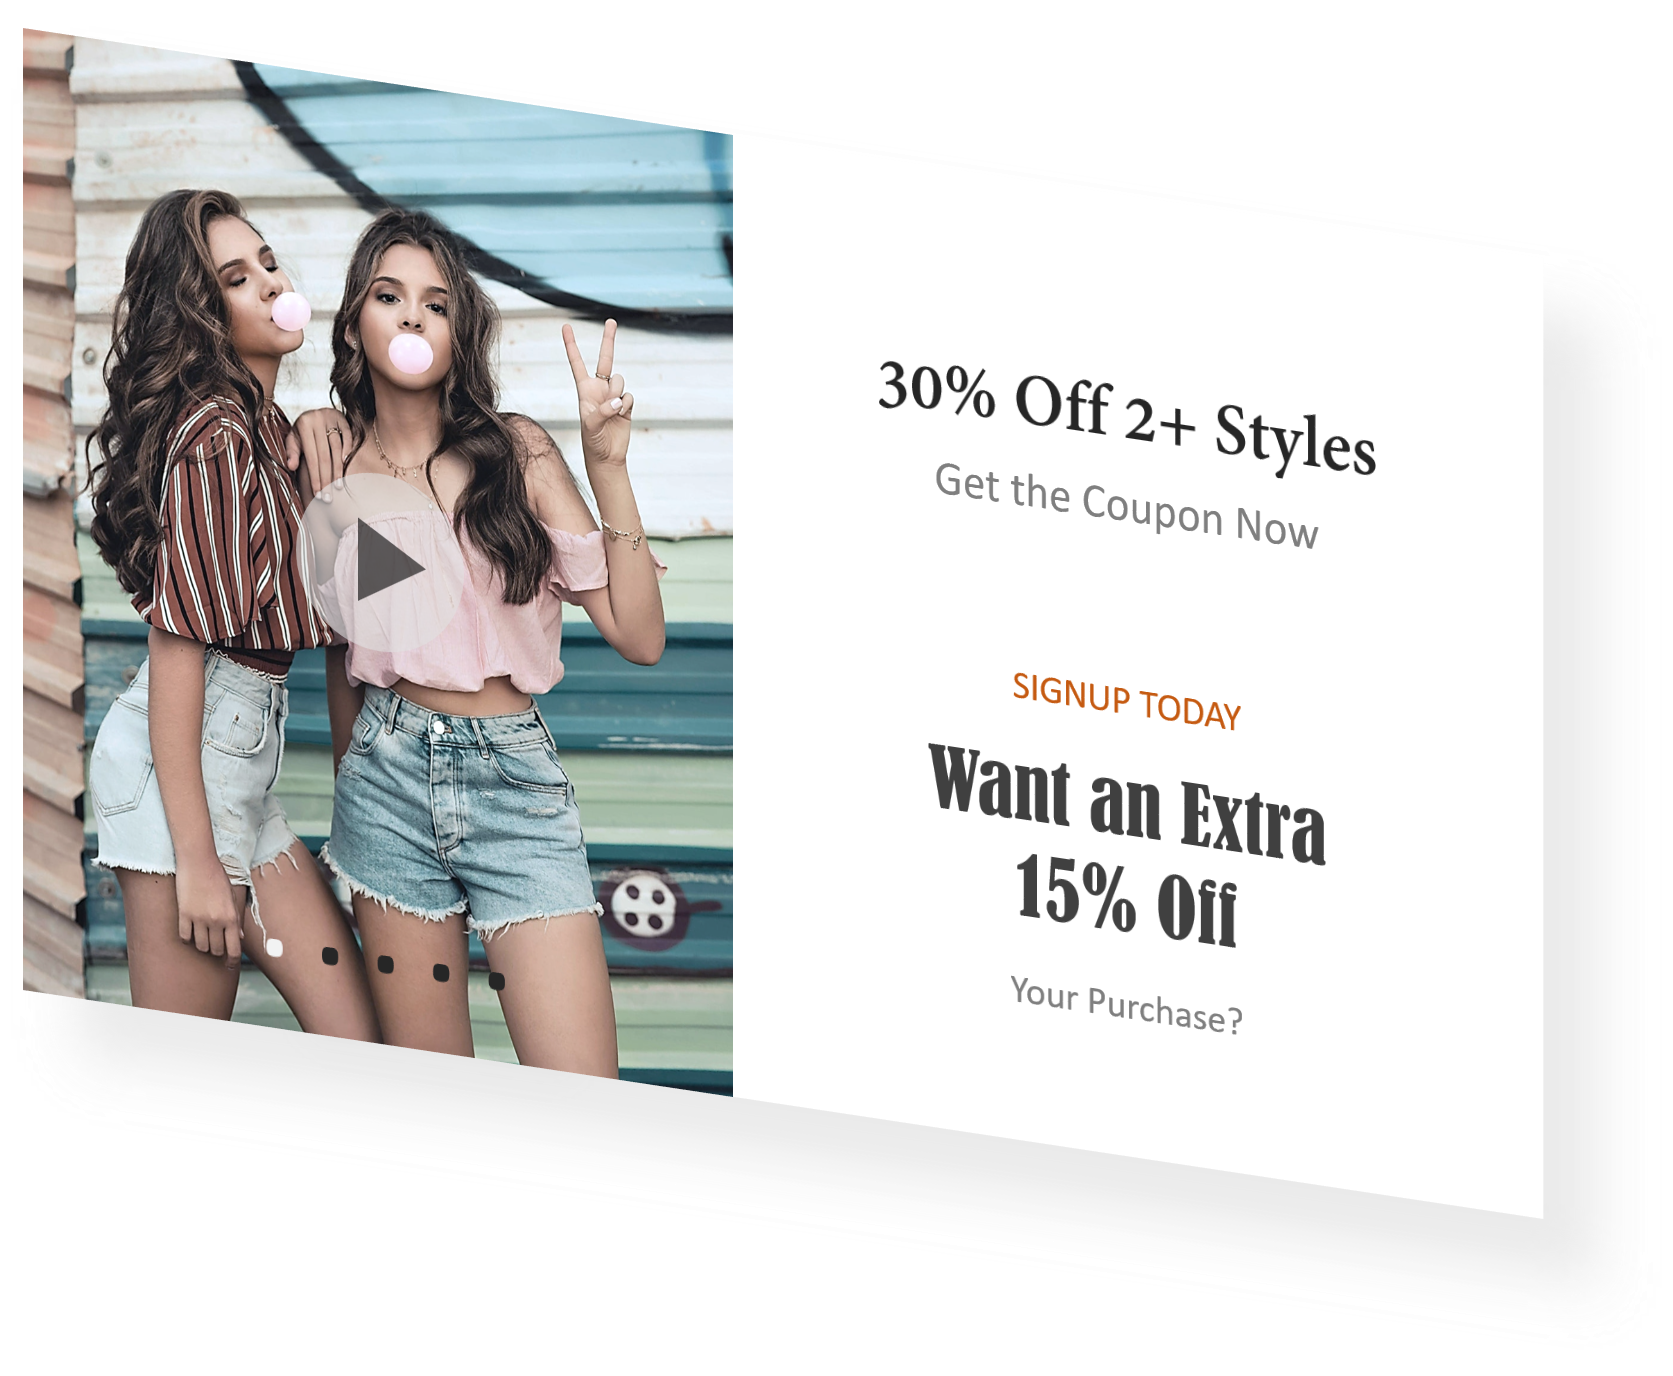 30% Off 2+ Styles
Get the Coupon Now
SIGNUP TODAY
Want an Extra
15% Off
Your Purchase?